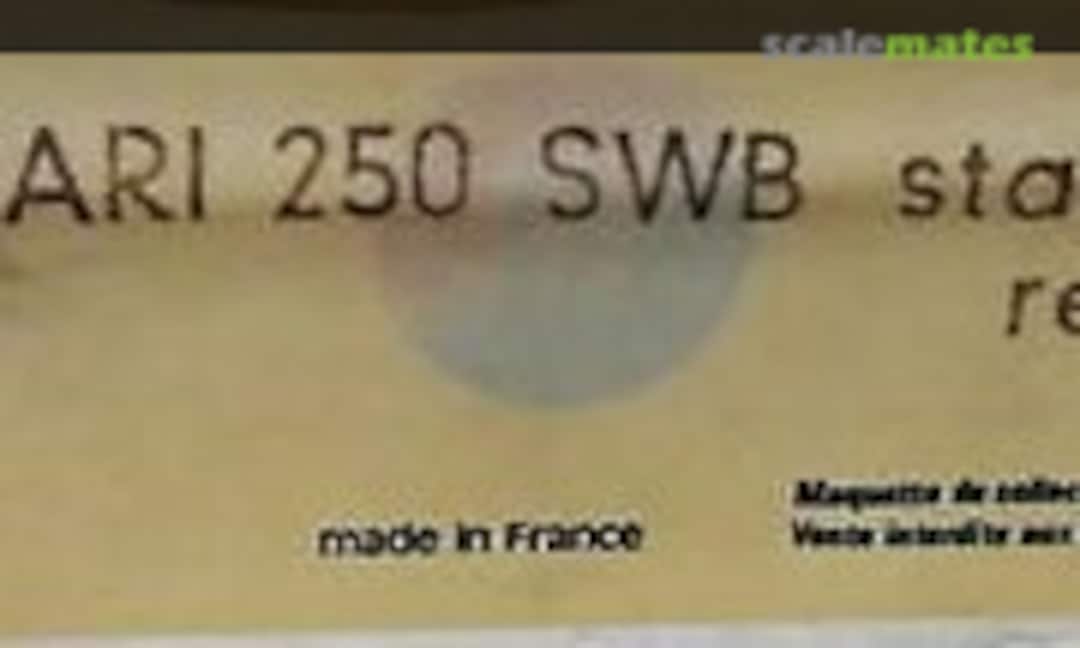 scalemates
ARI 250 SWB sta
re
made in France
Maquette de collec
Vente interdite aux